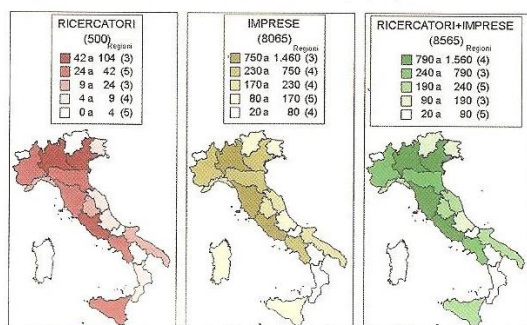 RICERCATORI
(500)
Regioni
42 a 104 (3)
24 a 42 (5)
9 a 24 (3)
4 a 9 (4)
0 a 4 (5)
IMPRESE
(8065)
Regioni
750 a 1.460 (3)
230 a 750 (4)
170 a 230 (4)
80 a 170 (5)
20 a 80 (4)
RICERCATORI+IMPRESE
(8565)
Regioni
790 a 1.560 (4)
240 a 790 (3)
190 a 240 (5)
90 a 190 (3)
20 a 90 (5)